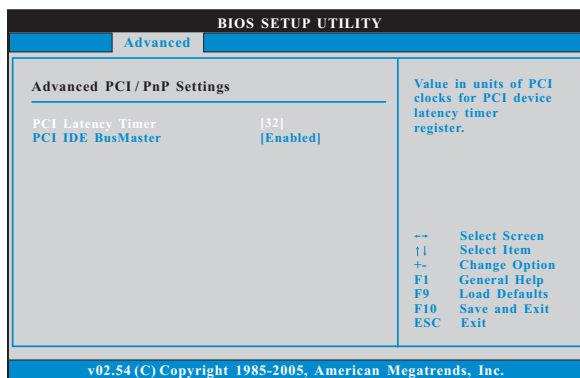 BIOS SETUP UTILITY
Advanced
Advanced PCI / PnP Settings
PCI Latency Timer [32]
PCI IDE BusMaster [Enabled]
Value in units of PCI
clocks for PCI device
latency timer
register.
←→ Select Screen
↑↓ Select Item
+- Change Option
F1 General Help
F9 Load Defaults
F10 Save and Exit
ESC Exit
v02.54 (C) Copyright 1985-2005, American Megatrends, Inc.